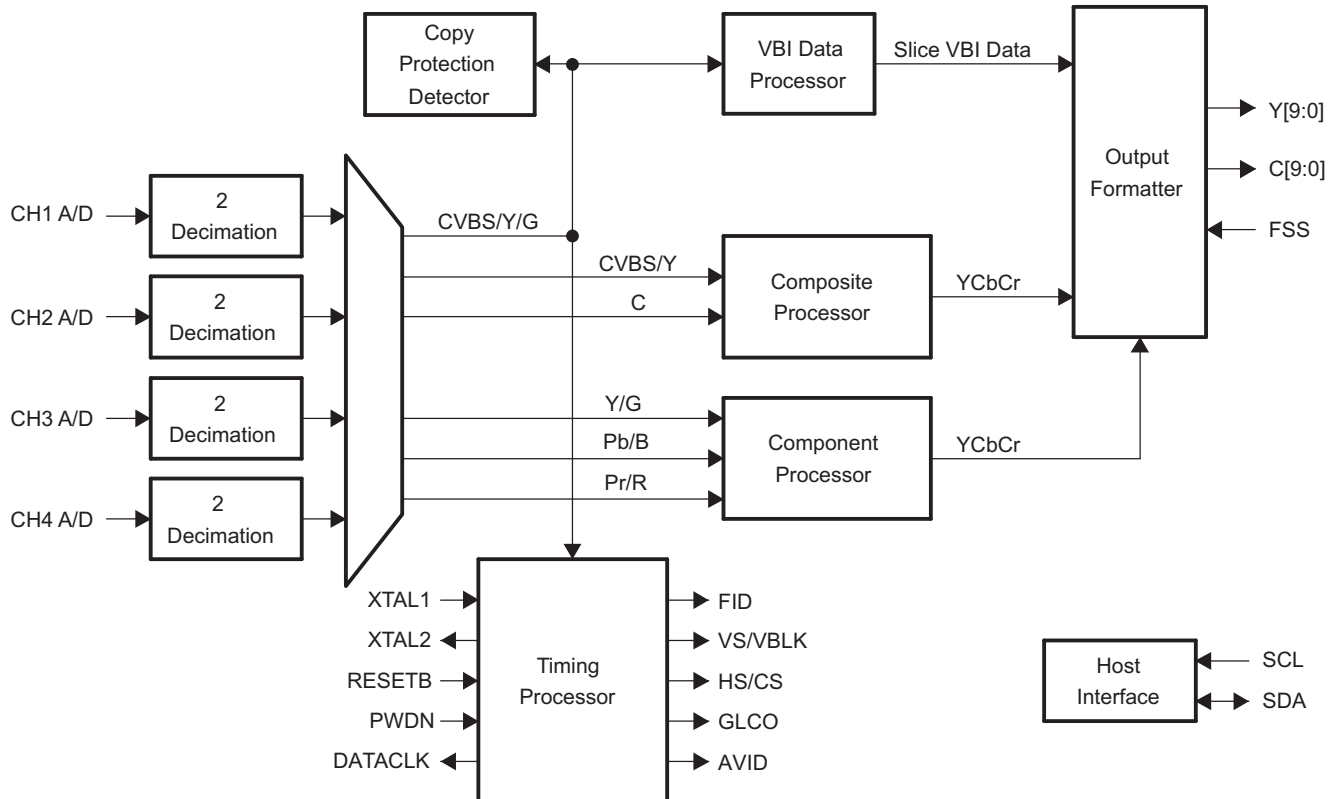 Copy
Protection
Detector
VBI Data
Processor
Slice VBI Data
Output
Formatter
Y[9:0]
C[9:0]
FSS
CH1 A/D
2
Decimation
CH2 A/D
2
Decimation
CH3 A/D
2
Decimation
CH4 A/D
2
Decimation
CVBS/Y/G
CVBS/Y
C
Composite
Processor
YCbCr
Y/G
Pb/B
Pr/R
Component
Processor
YCbCr
XTAL1
XTAL2
RESETB
PWDN
DATACLK
Timing
Processor
FID
VS/VBLK
HS/CS
GLCO
AVID
Host
Interface
SCL
SDA